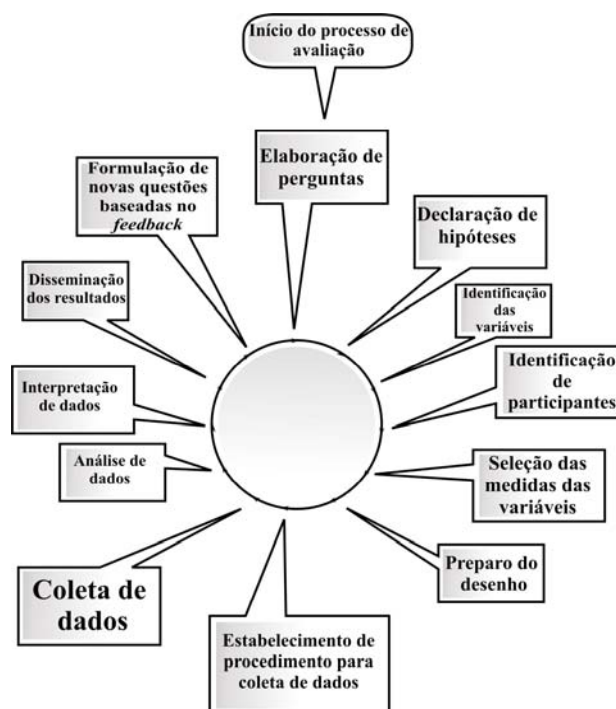 Início do processo de
avaliação
Elaboração de
perguntas
Declaração de
hipóteses
Identificação
das
variáveis
Identificação
de
participantes
Seleção das
medidas das
variáveis
Preparo do
desenho
Estabelecimento de
procedimento para
coleta de dados
Coleta de
dados
Análise de
dados
Interpretação
de dados
Disseminação
dos resultados
Formulação de
novas questões
baseadas no
feedback